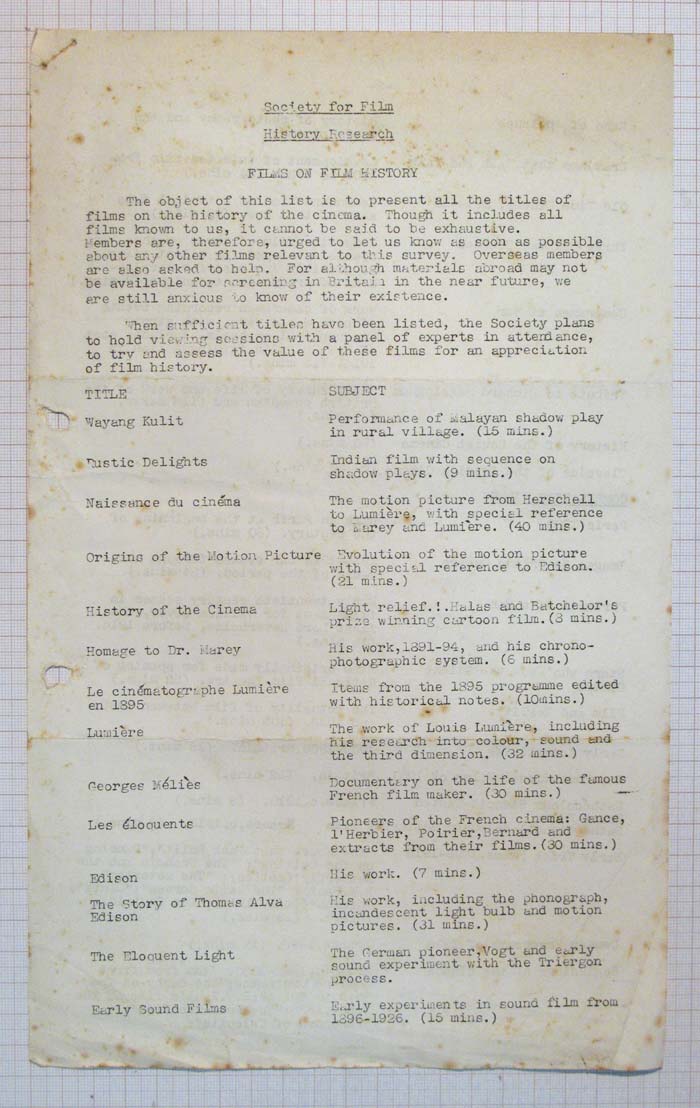 Society for Film
History Research
FILMS ON FILM HISTORY
The object of this list is to present all the titles of
films on the history of the cinema. Though it includes all
films known to us, it cannot be said to be exhaustive.
Members are, therefore, urged to let us know as soon as possible
about any other films relevant to this survey. Overseas members
are also asked to help. For although materials abroad may not
be available for screening in Britain in the near future, we
are still anxious to know of their existence.
When sufficient titles have been listed, the Society plans
to hold viewing sessions with a panel of experts in attendance,
to try and assess the value of these films for an appreciation
of film history.
TITLE SUBJECT
Wayang Kulit Performance of Malayan shadow play
in rural village. (15 mins.)
Rustic Delights Indian film with sequence on
shadow plays. (9 mins.)
Naissance du cinéma The motion picture from Herschell
to Lumière, with special reference
to Marey and Lumière. (40 mins.)
Origins of the Motion Picture Evolution of the motion picture
with special reference to Edison.
(21 mins.)
History of the Cinema Light relief.!.Halas and Batchelor's
prize winning cartoon film.(8 mins.)
Homage to Dr. Marey His work,1891-94, and his chrono-
photographic system. (6 mins.)
Le cinématographe Lumière Items from the 1895 programme edited
en 1895 with historical notes. (10mins.)
Lumière The work of Louis Lumière, including
his research into colour, sound and
the third dimension. (32 mins.)
Georges Méliès Documentary on the life of the famous
French film maker. (30 mins.)
Les éloquents Pioneers of the French cinema: Gance,
l'Herbier, Poirier,Bernard and
extracts from their films.(30 mins.)
Edison His work. (7 mins.)
The Story of Thomas Alva His work, including the phonograph,
Edison incandescent light bulb and motion
pictures. (31 mins.)
The Eloquent Light The German pioneer,Vogt and early
sound experiment with the Triergon
process.
Early Sound Films Early experiments in sound film from
1896-1926. (15 mins.)